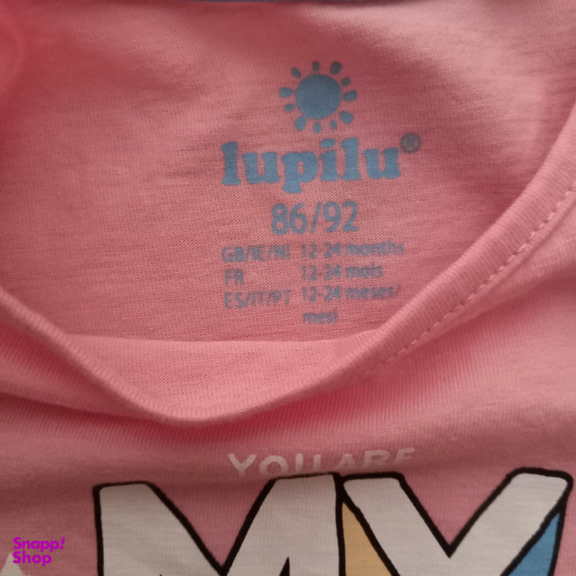 lupilu®
86/92
GB/IE/NI 12-24 months
FR 12-24 mois
ES/IT/PT 12-24 meses/
mesi
YOU ARE
MY
Snapp!
Shop